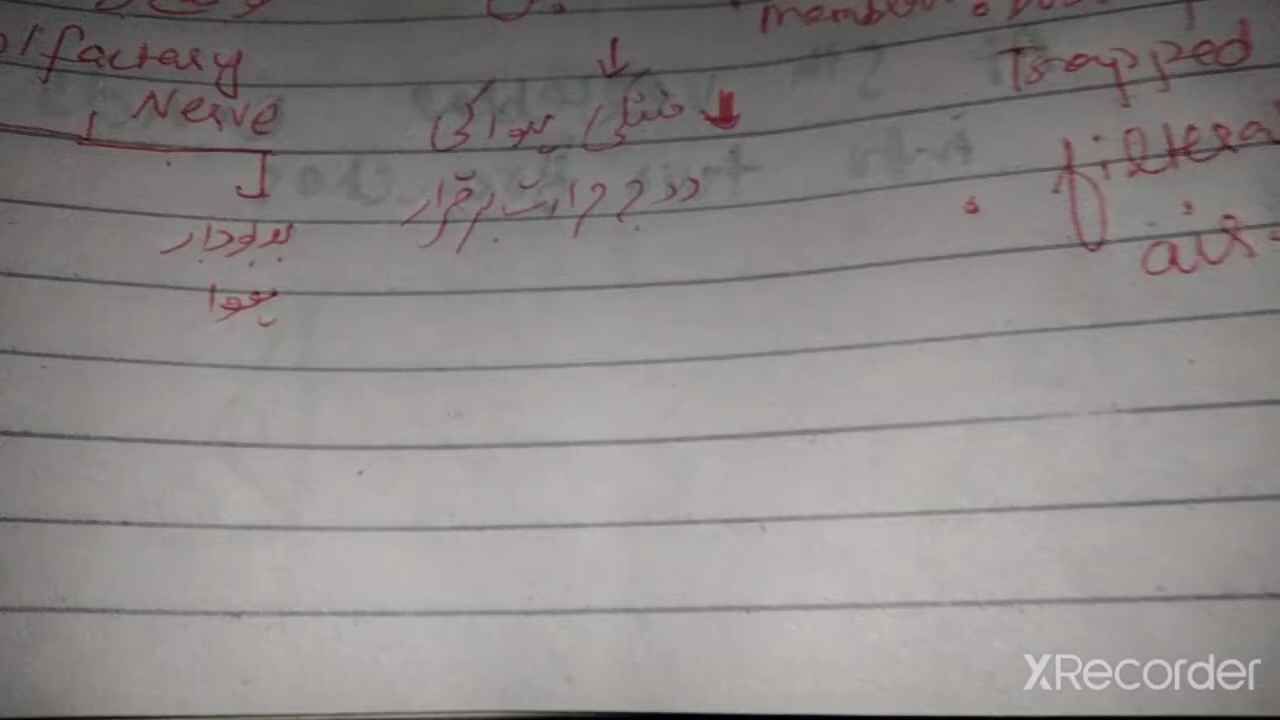 Olfactory
Nerve
بدبودار
ہوا
خشکی ہوا کی
درجہ حرارت برقرار
Trapped
filtera
air
XRecorder